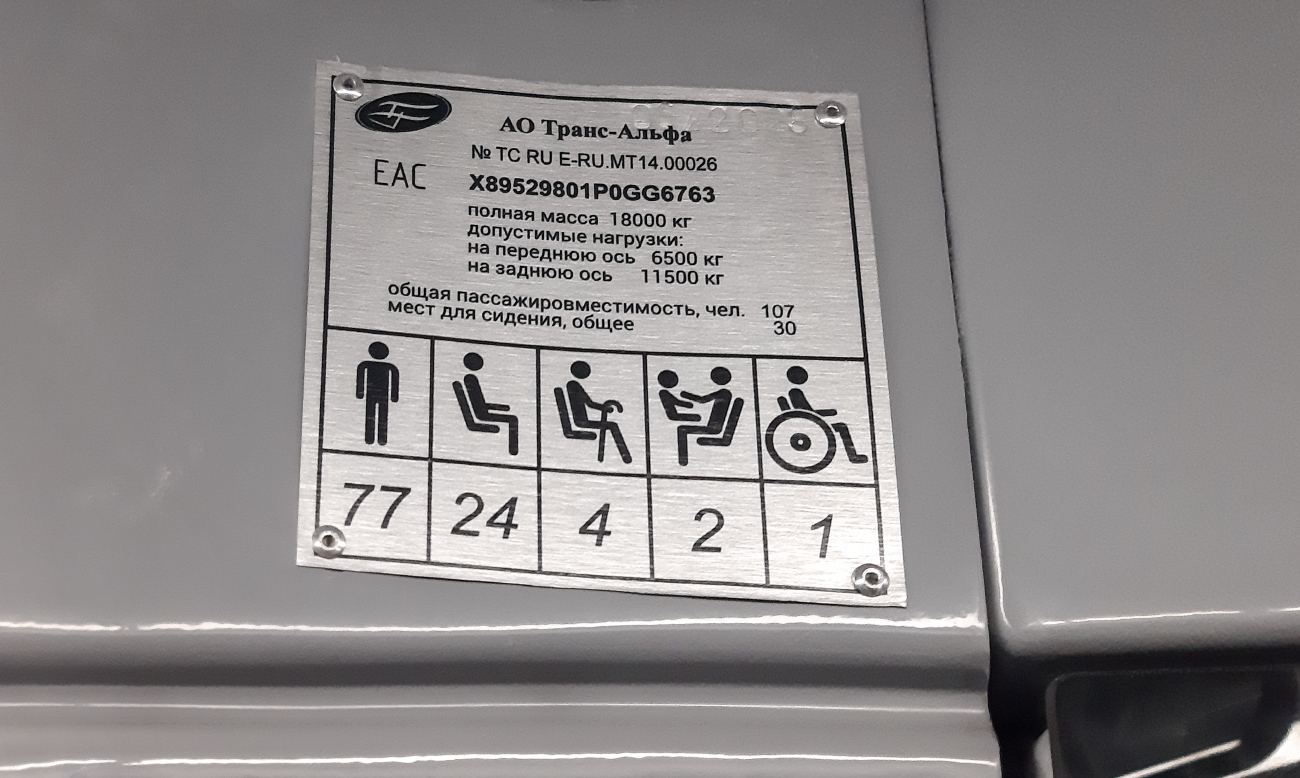 АО Транс-Альфа
№ ТС RU E-RU.MT14.00026
EAC
X89529801P0GG6763
полная масса 18000 кг
допустимые нагрузки:
на переднюю ось 6500 кг
на заднюю ось 11500 кг
общая пассажировместимость, чел. 107
мест для сидения, общее 30
77 24 4 2 1